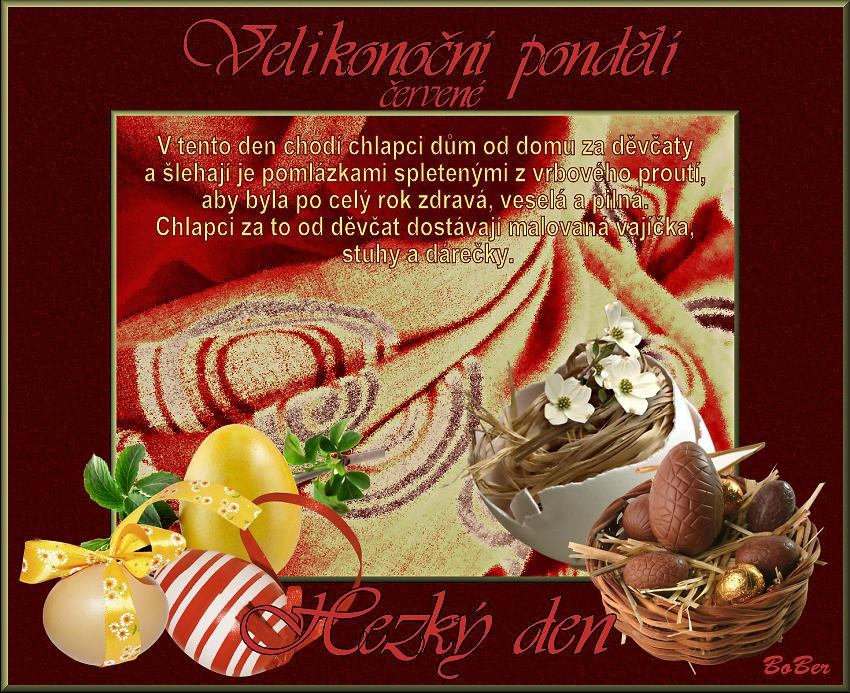 Velikonoční pondělí
červené
V tento den chodí chlapci dům od domu za děvčaty
a šlehají je pomlázkami spletenými z vrbového proutí,
aby byla po celý rok zdravá, veselá a pilná.
Chlapci za to od děvčat dostávají malovaná vajíčka,
stuhy a dárečky.
Hezký den
BoBer